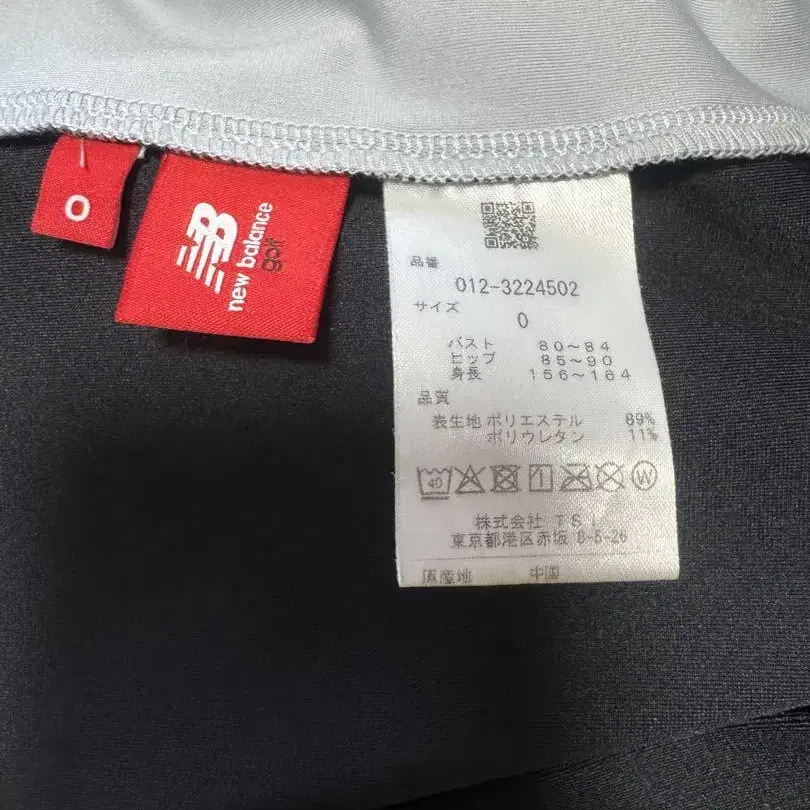 0
new balance
golf
品番
012-3224502
サイズ
0
バスト 80～84
ヒップ 85～90
身長 156～164
品質
表生地 ポリエステル 89%
ポリウレタン 11%
40 W
株式会社 TSI
東京都港区赤坂 8-5-26
原産地 中国